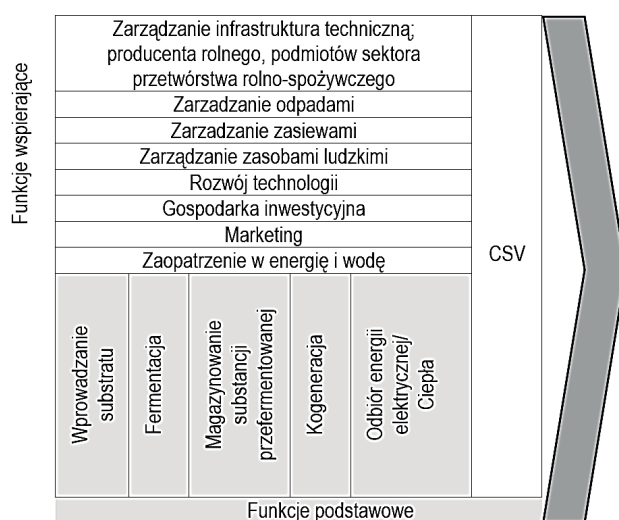 Zarządzanie infrastruktura techniczną;
producenta rolnego, podmiotów sektora
przetwórstwa rolno-spożywczego
Zarzadzanie odpadami
Zarzadzanie zasiewami
Zarządzanie zasobami ludzkimi
Rozwój technologii
Gospodarka inwestycyjna
Marketing
Zaopatrzenie w energię i wodę
Funkcje wspierające
CSV
Wprowadzanie
substratu
Fermentacja
Magazynowanie
substancji
przefermentowanej
Kogeneracja
Odbiór energii
elektrycznej/
Ciepła
Funkcje podstawowe